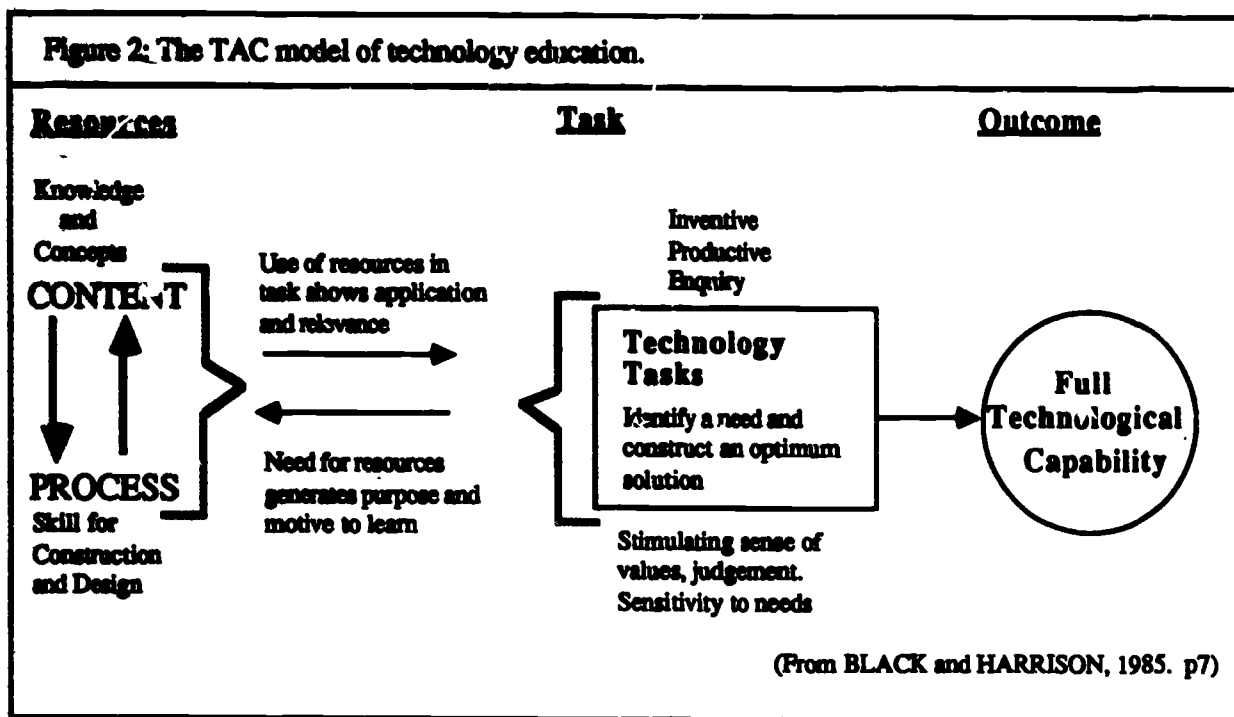 Figure 2: The TAC model of technology education.
Resources
Task
Outcome
Knowledge
and
Concepts
CONTENT
PROCESS
Skill for
Construction
and Design
Use of resources in
task shows application
and relevance
Need for resources
generates purpose and
motive to learn
Inventive
Productive
Enquiry
Technology
Tasks
Identify a need and
construct an optimum
solution
Stimulating sense of
values, judgement.
Sensitivity to needs
Full
Technological
Capability
(From BLACK and HARRISON, 1985. p7)